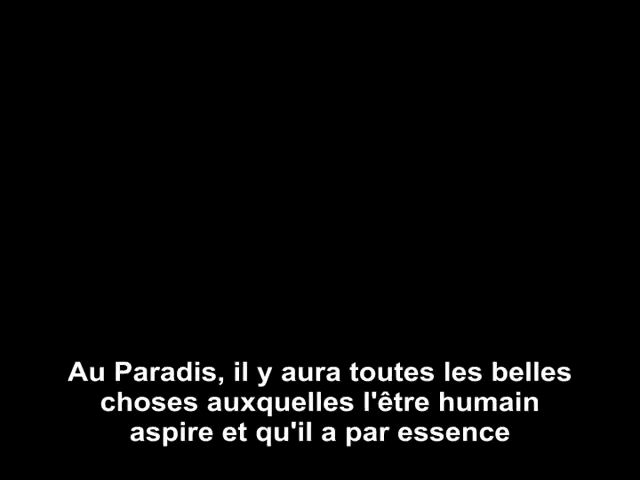 Au Paradis, il y aura toutes les belles
choses auxquelles l'être humain
aspire et qu'il a par essence